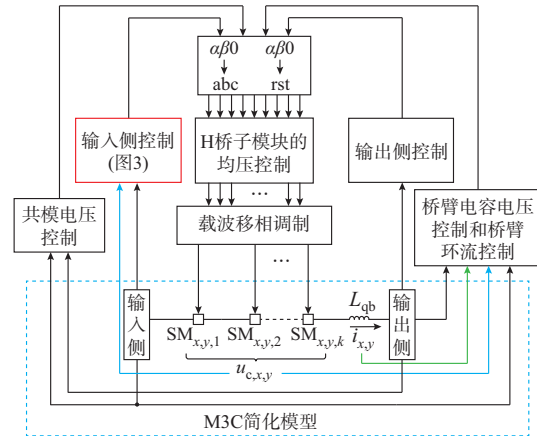 αβ0
αβ0
abc
rst
输入侧控制
(图3)
H桥子模块的
均压控制
输出侧控制
共模电压
控制
载波移相调制
桥臂电容电压
控制和桥臂
环流控制
...
...
输入侧
SMx,y,1
SMx,y,2
SMx,y,k
Lqb
ix,y
输出侧
uc,x,y
M3C简化模型